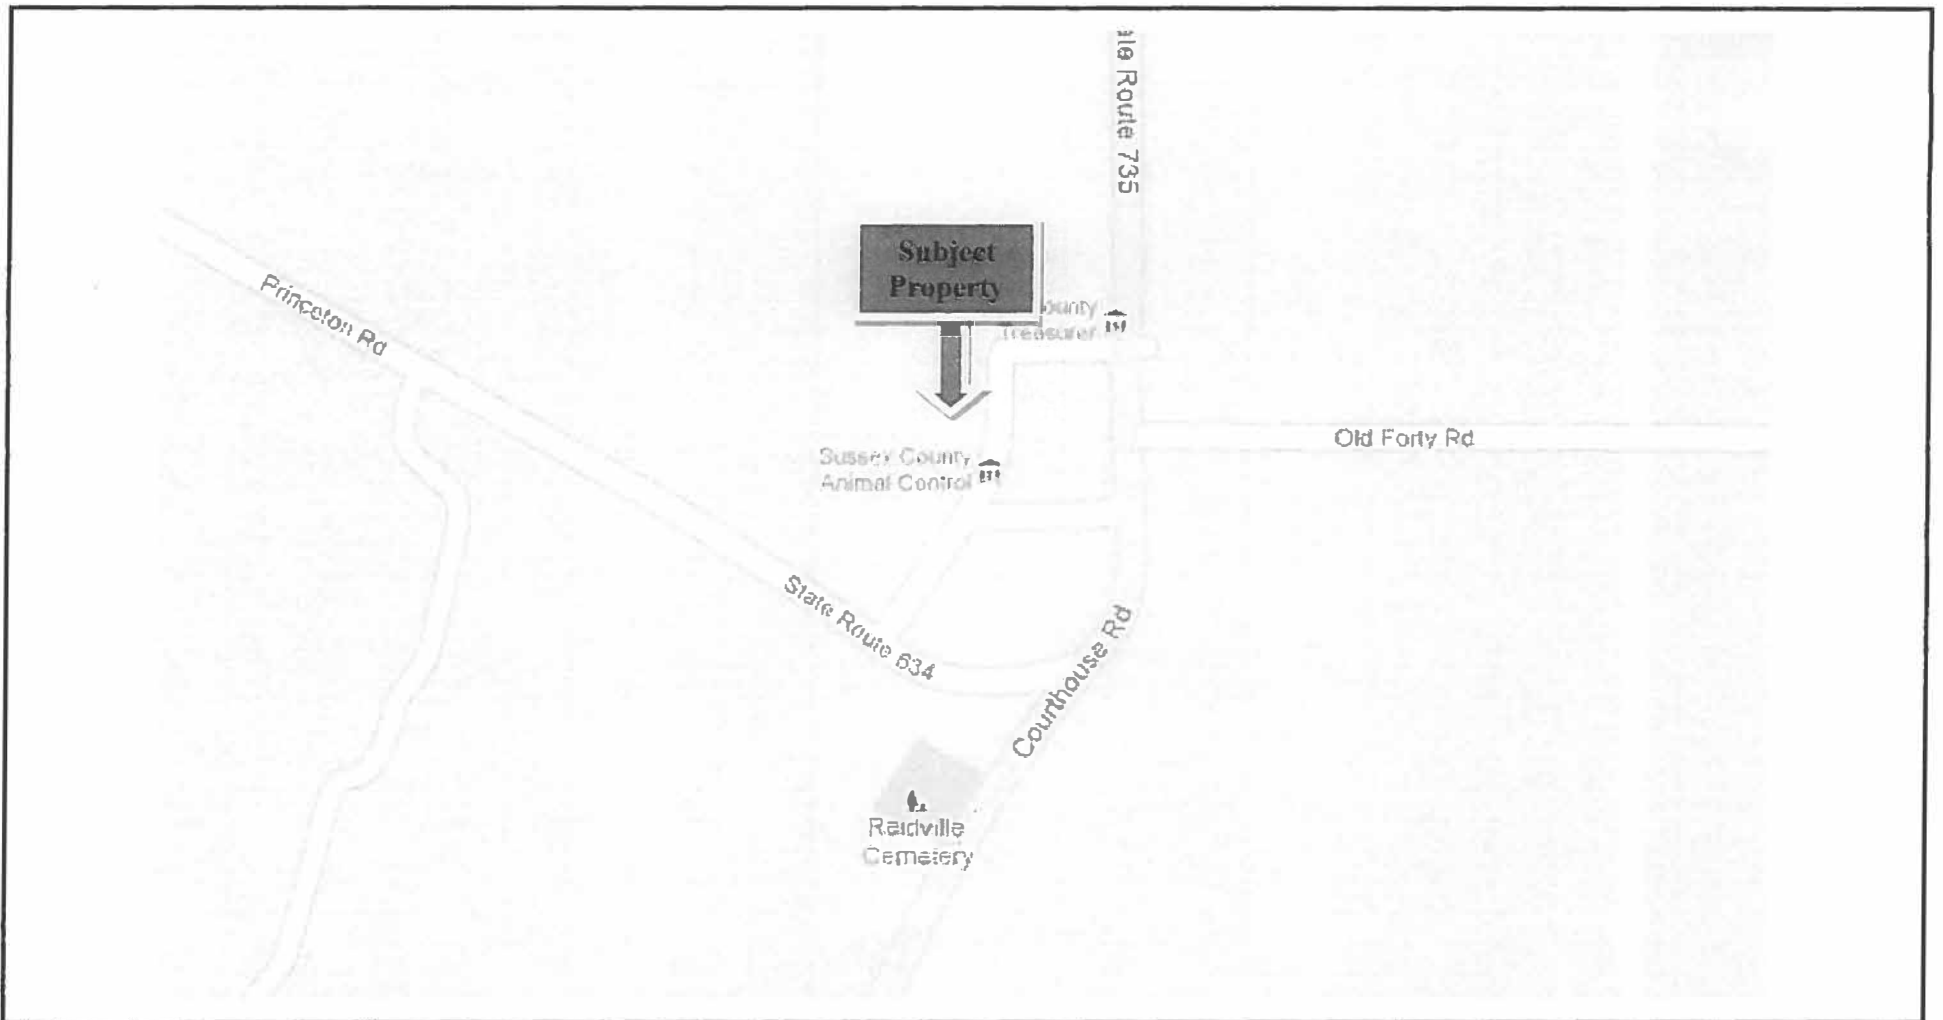 Route 735
Subject
Property
ounty
Treasurer
Princeton Rd
Old Forty Rd
Sussex County
Animal Control
State Route 634
Courthouse Rd
Raidville
Cemetery